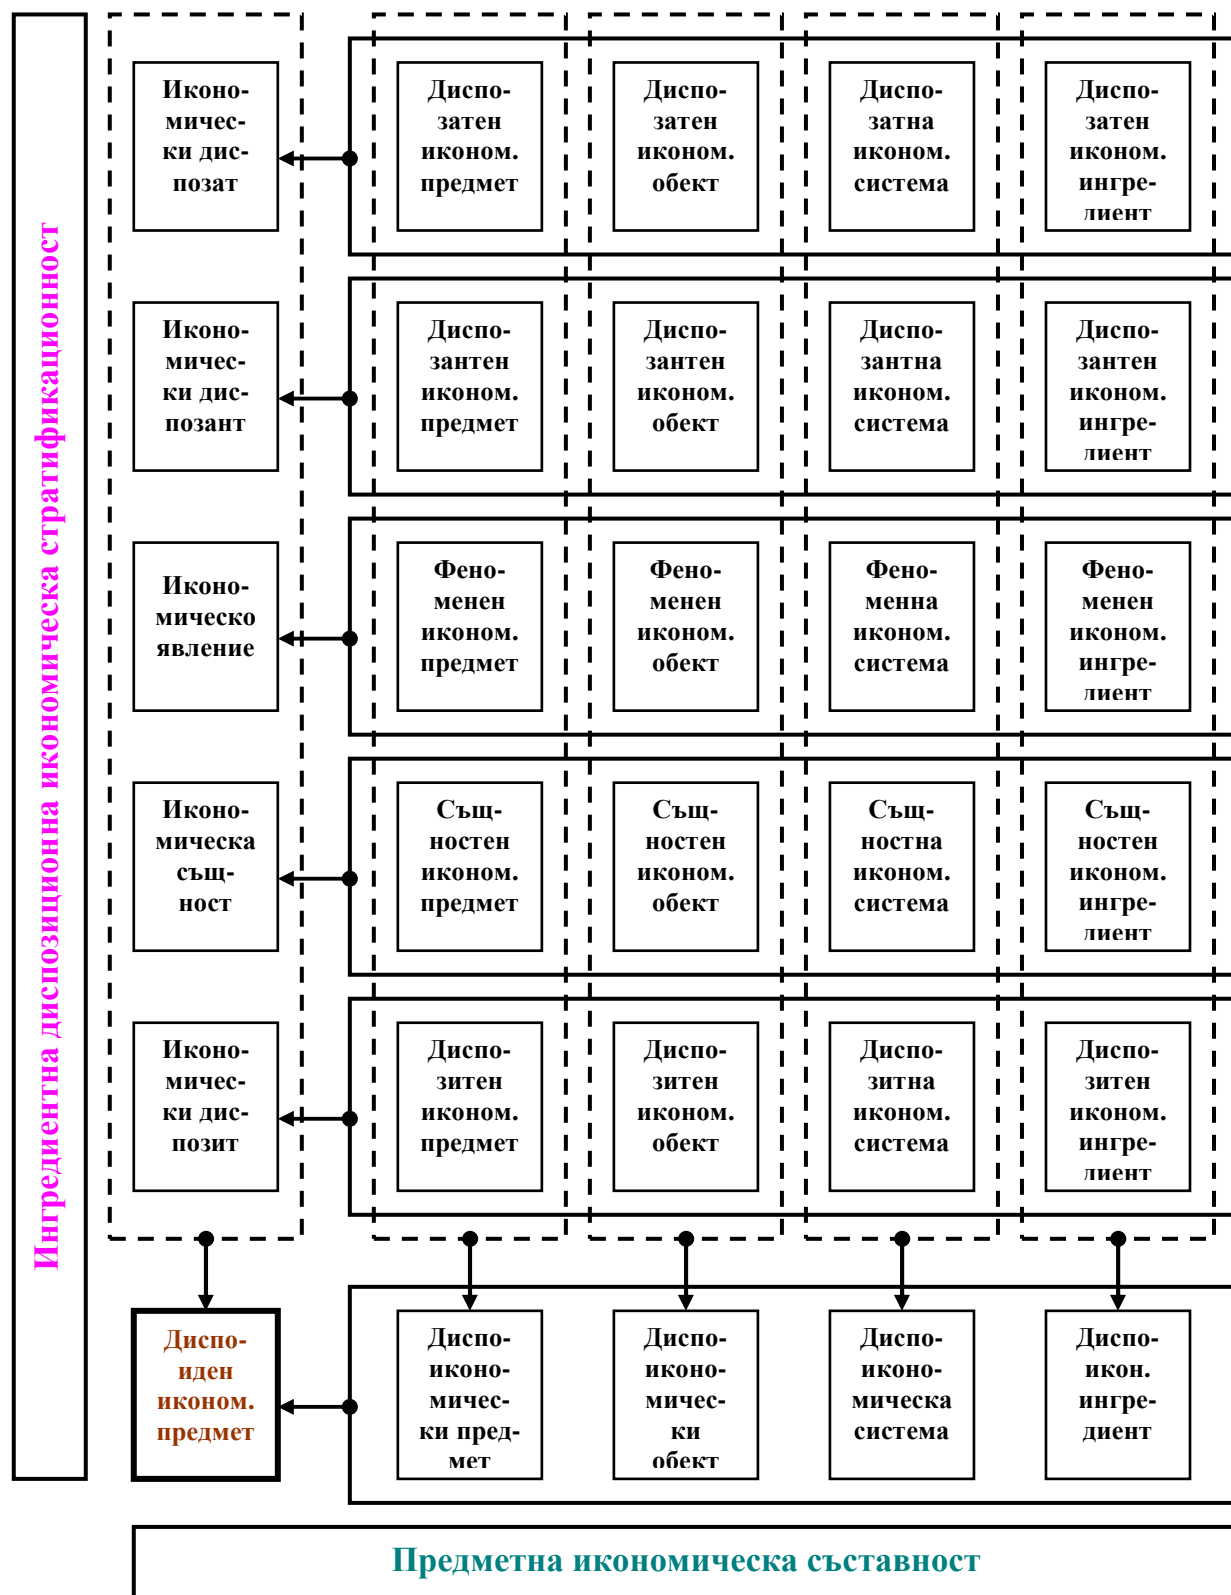 Ингредиентна диспозиционна икономическа стратификационност
Иконо-
мичес-
ки дис-
позат
Диспо-
затен
иконом.
предмет
Диспо-
затен
иконом.
обект
Диспо-
затна
иконом.
система
Диспо-
затен
иконом.
ингре-
диент
Иконо-
мичес-
ки дис-
позант
Диспо-
зантен
иконом.
предмет
Диспо-
зантен
иконом.
обект
Диспо-
зантна
иконом.
система
Диспо-
зантен
иконом.
ингре-
диент
Иконо-
мическо
явление
Фено-
менен
иконом.
предмет
Фено-
менен
иконом.
обект
Фено-
менна
иконом.
система
Фено-
менен
иконом.
ингре-
диент
Иконо-
мическа
същ-
ност
Същ-
ностен
иконом.
предмет
Същ-
ностен
иконом.
обект
Същ-
ностна
иконом.
система
Същ-
ностен
иконом.
ингре-
диент
Иконо-
мичес-
ки дис-
позит
Диспо-
зитен
иконом.
предмет
Диспо-
зитен
иконом.
обект
Диспо-
зитна
иконом.
система
Диспо-
зитен
иконом.
ингре-
диент
Диспо-
иден
иконом.
предмет
Диспо-
иконо-
мичес-
ки пред-
мет
Диспо-
иконо-
мичес-
ки
обект
Диспо-
иконо-
мическа
система
Диспо-
икон.
ингре-
диент
Предметна икономическа съставност